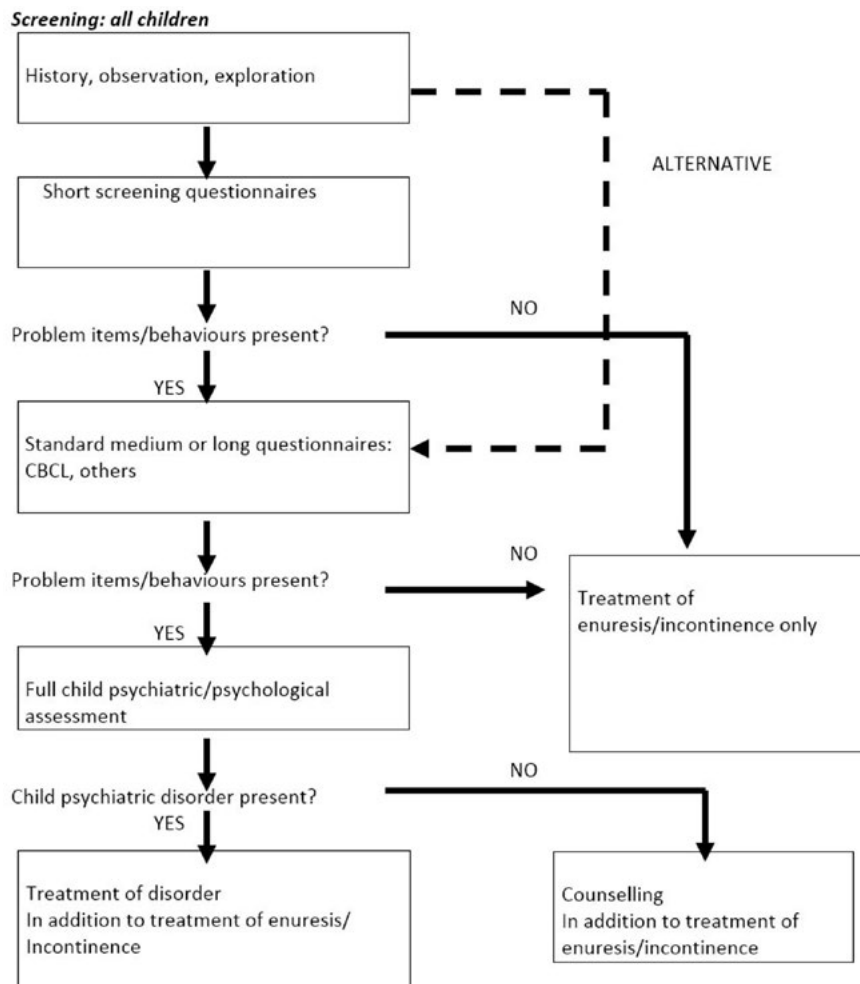 Screening: all children
History, observation, exploration
ALTERNATIVE
Short screening questionnaires
NO
Problem items/behaviours present?
YES
Standard medium or long questionnaires:
CBCL, others
NO
Problem items/behaviours present?
Treatment of
enuresis/incontinence only
YES
Full child psychiatric/psychological
assessment
NO
Child psychiatric disorder present?
YES
Treatment of disorder
In addition to treatment of enuresis/
Incontinence
Counselling
In addition to treatment of
enuresis/incontinence